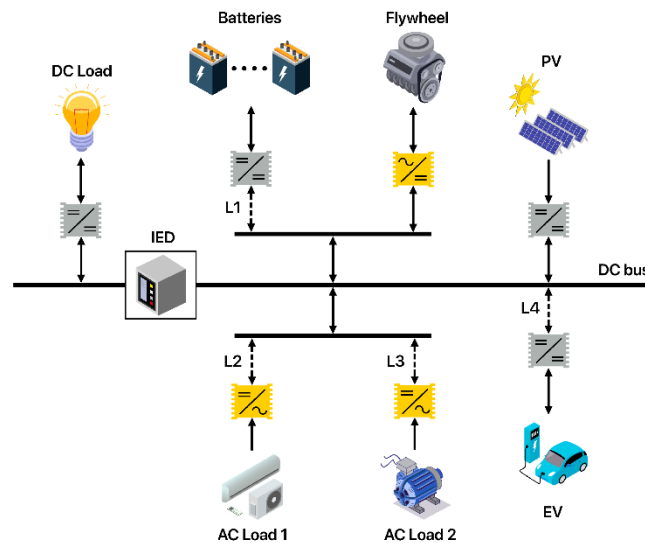 Batteries
Flywheel
DC Load
PV
L1
IED
DC bus
L4
L2
L3
AC Load 1
AC Load 2
EV